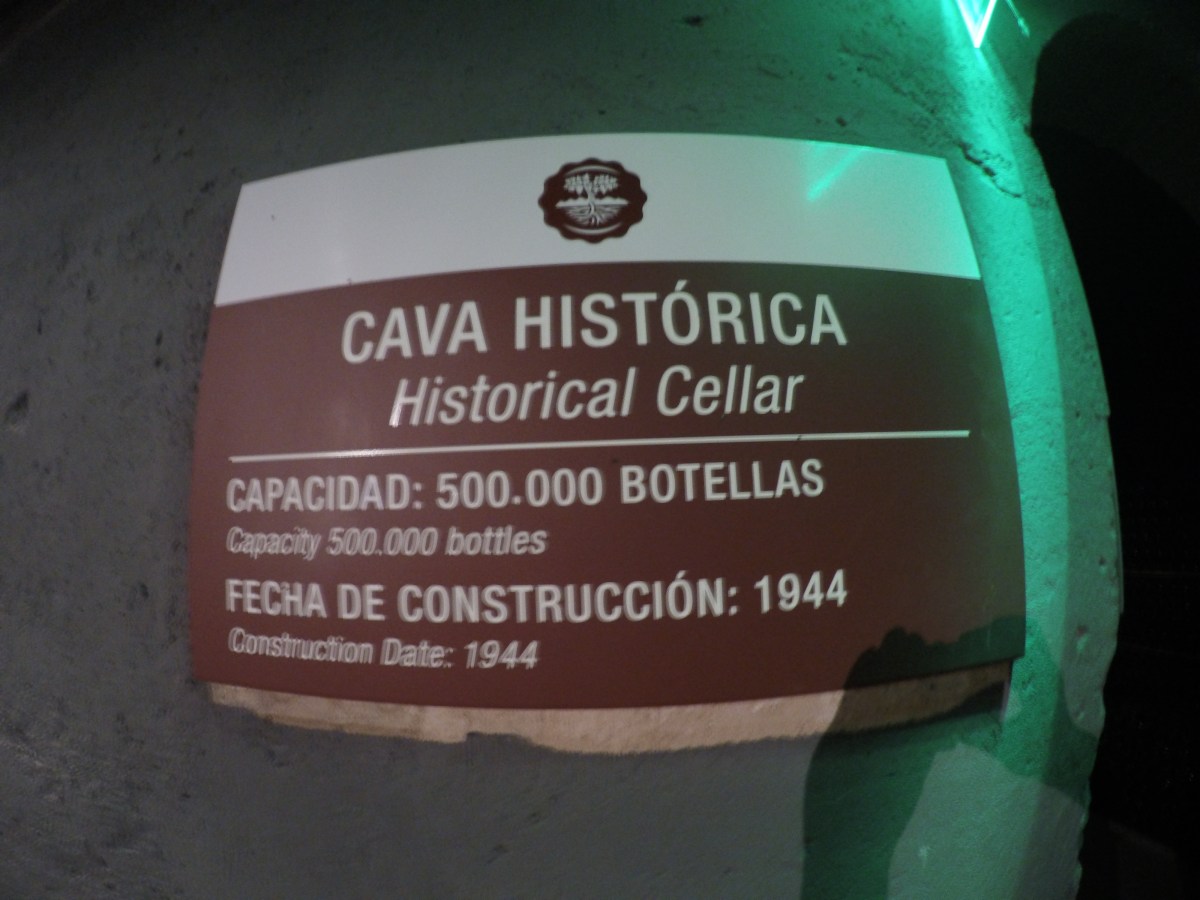 CAVA HISTÓRICA
Historical Cellar
CAPACIDAD: 500.000 BOTELLAS
Capacity 500.000 bottles
FECHA DE CONSTRUCCIÓN: 1944
Construction Date: 1944